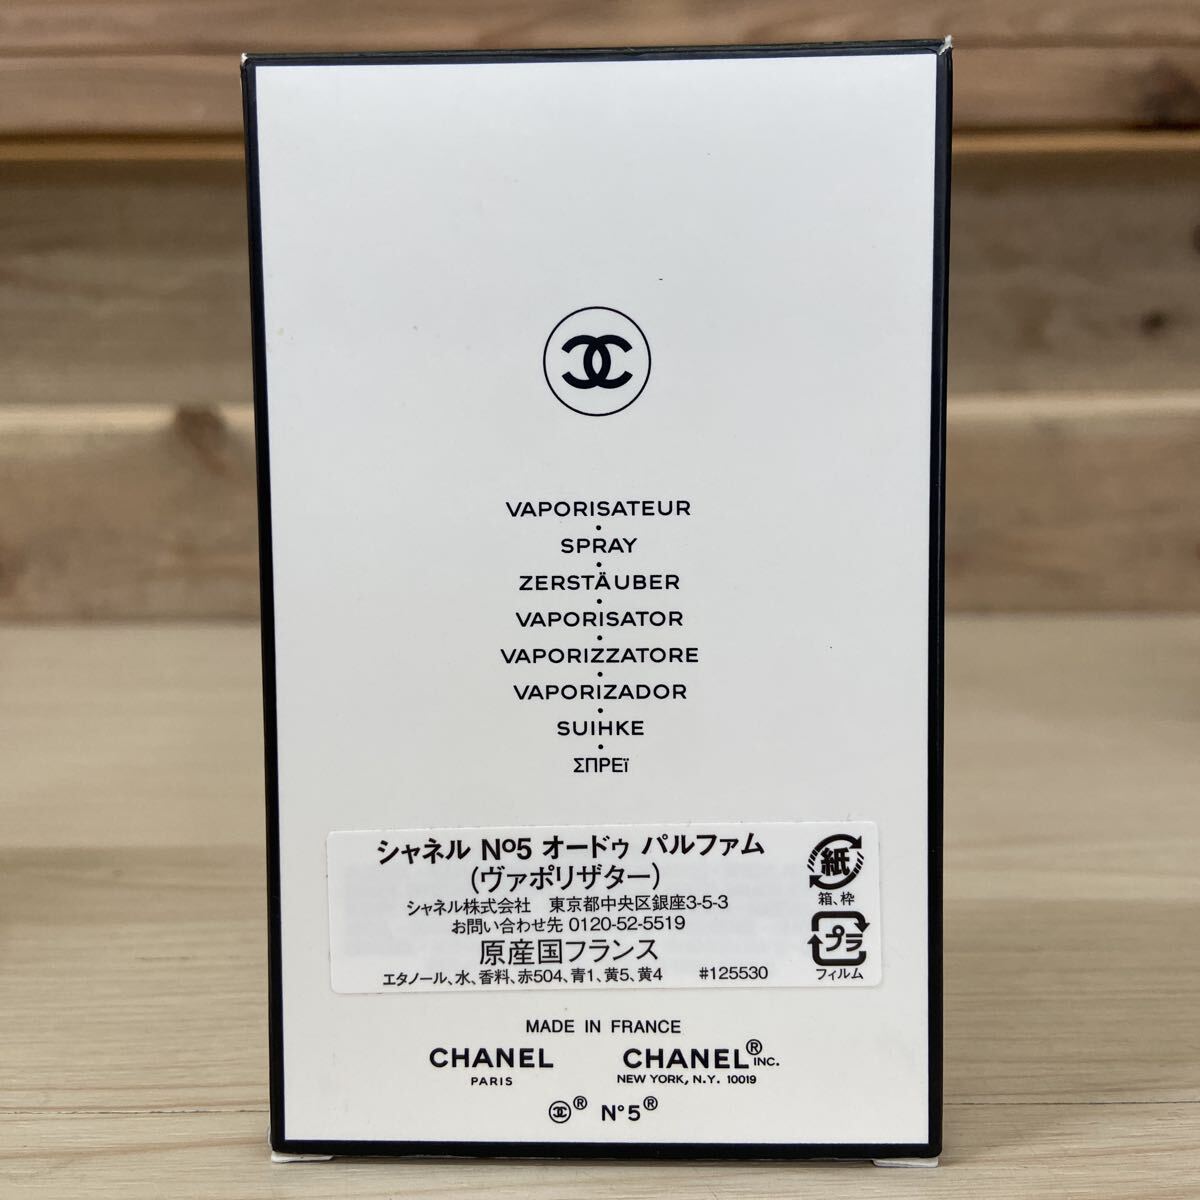 VAPORISATEUR
•
SPRAY
•
ZERSTÄUBER
•
VAPORISATOR
•
VAPORIZZATORE
•
VAPORIZADOR
•
SUIHKE
•
ΣΠΡΕΪ
シャネル Nº5 オードゥ パルファム
(ヴァポリザター)
シャネル株式会社 東京都中央区銀座3-5-3
お問い合わせ先 0120-52-5519
原産国フランス
エタノール、水、香料、赤504、青1、黄5、黄4 #125530
紙
箱、枠
プラ
フィルム
MADE IN FRANCE
CHANEL CHANEL® INC.
PARIS NEW YORK, N.Y. 10019
® N°5®